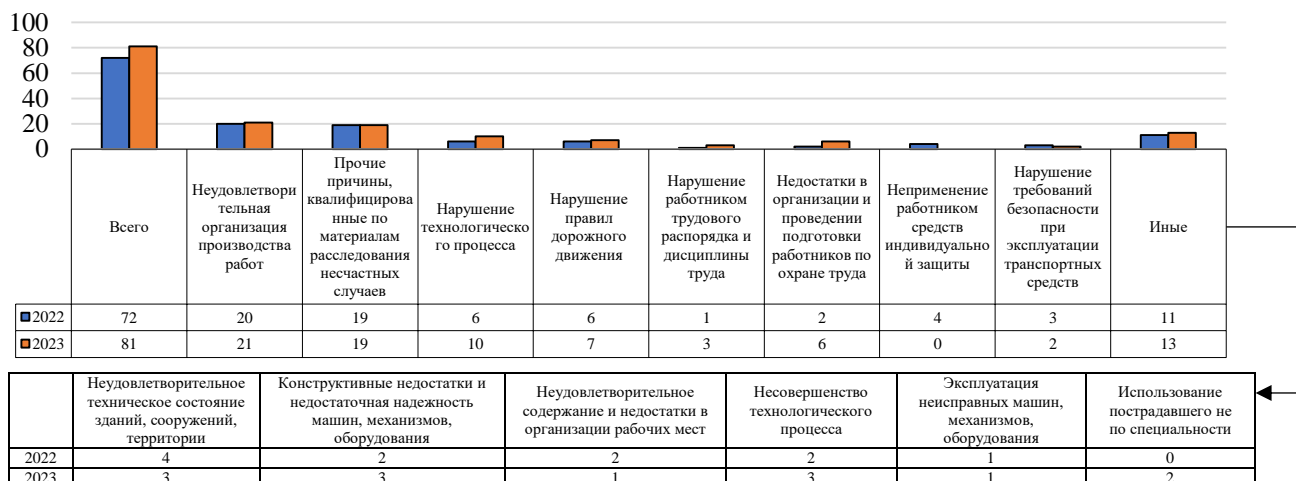 100
80
60
40
20
0
Всего
Неудовлетвори
тельная
организация
производства
работ
Прочие
причины,
квалифицирова
нные по
материалам
расследования
несчастных
случаев
Нарушение
технологическо
го процесса
Нарушение
правил
дорожного
движения
Нарушение
работником
трудового
распорядка и
дисциплины
труда
Недостатки в
организации и
проведении
подготовки
работников по
охране труда
Неприменение
работником
средств
индивидуально
й защиты
Нарушение
требований
безопасности
при
эксплуатации
транспортных
средств
Иные
2022 72 20 19 6 6 1 2 4 3 11
2023 81 21 19 10 7 3 6 0 2 13
Неудовлетворительное
техническое состояние
зданий, сооружений,
территории
Конструктивные недостатки и
недостаточная надежность
машин, механизмов,
оборудования
Неудовлетворительное
содержание и недостатки в
организации рабочих мест
Несовершенство
технологического
процесса
Эксплуатация
неисправных машин,
механизмов,
оборудования
Использование
пострадавшего не
по специальности
2022 4 2 2 2 1 0
2023 3 3 1 3 1 2